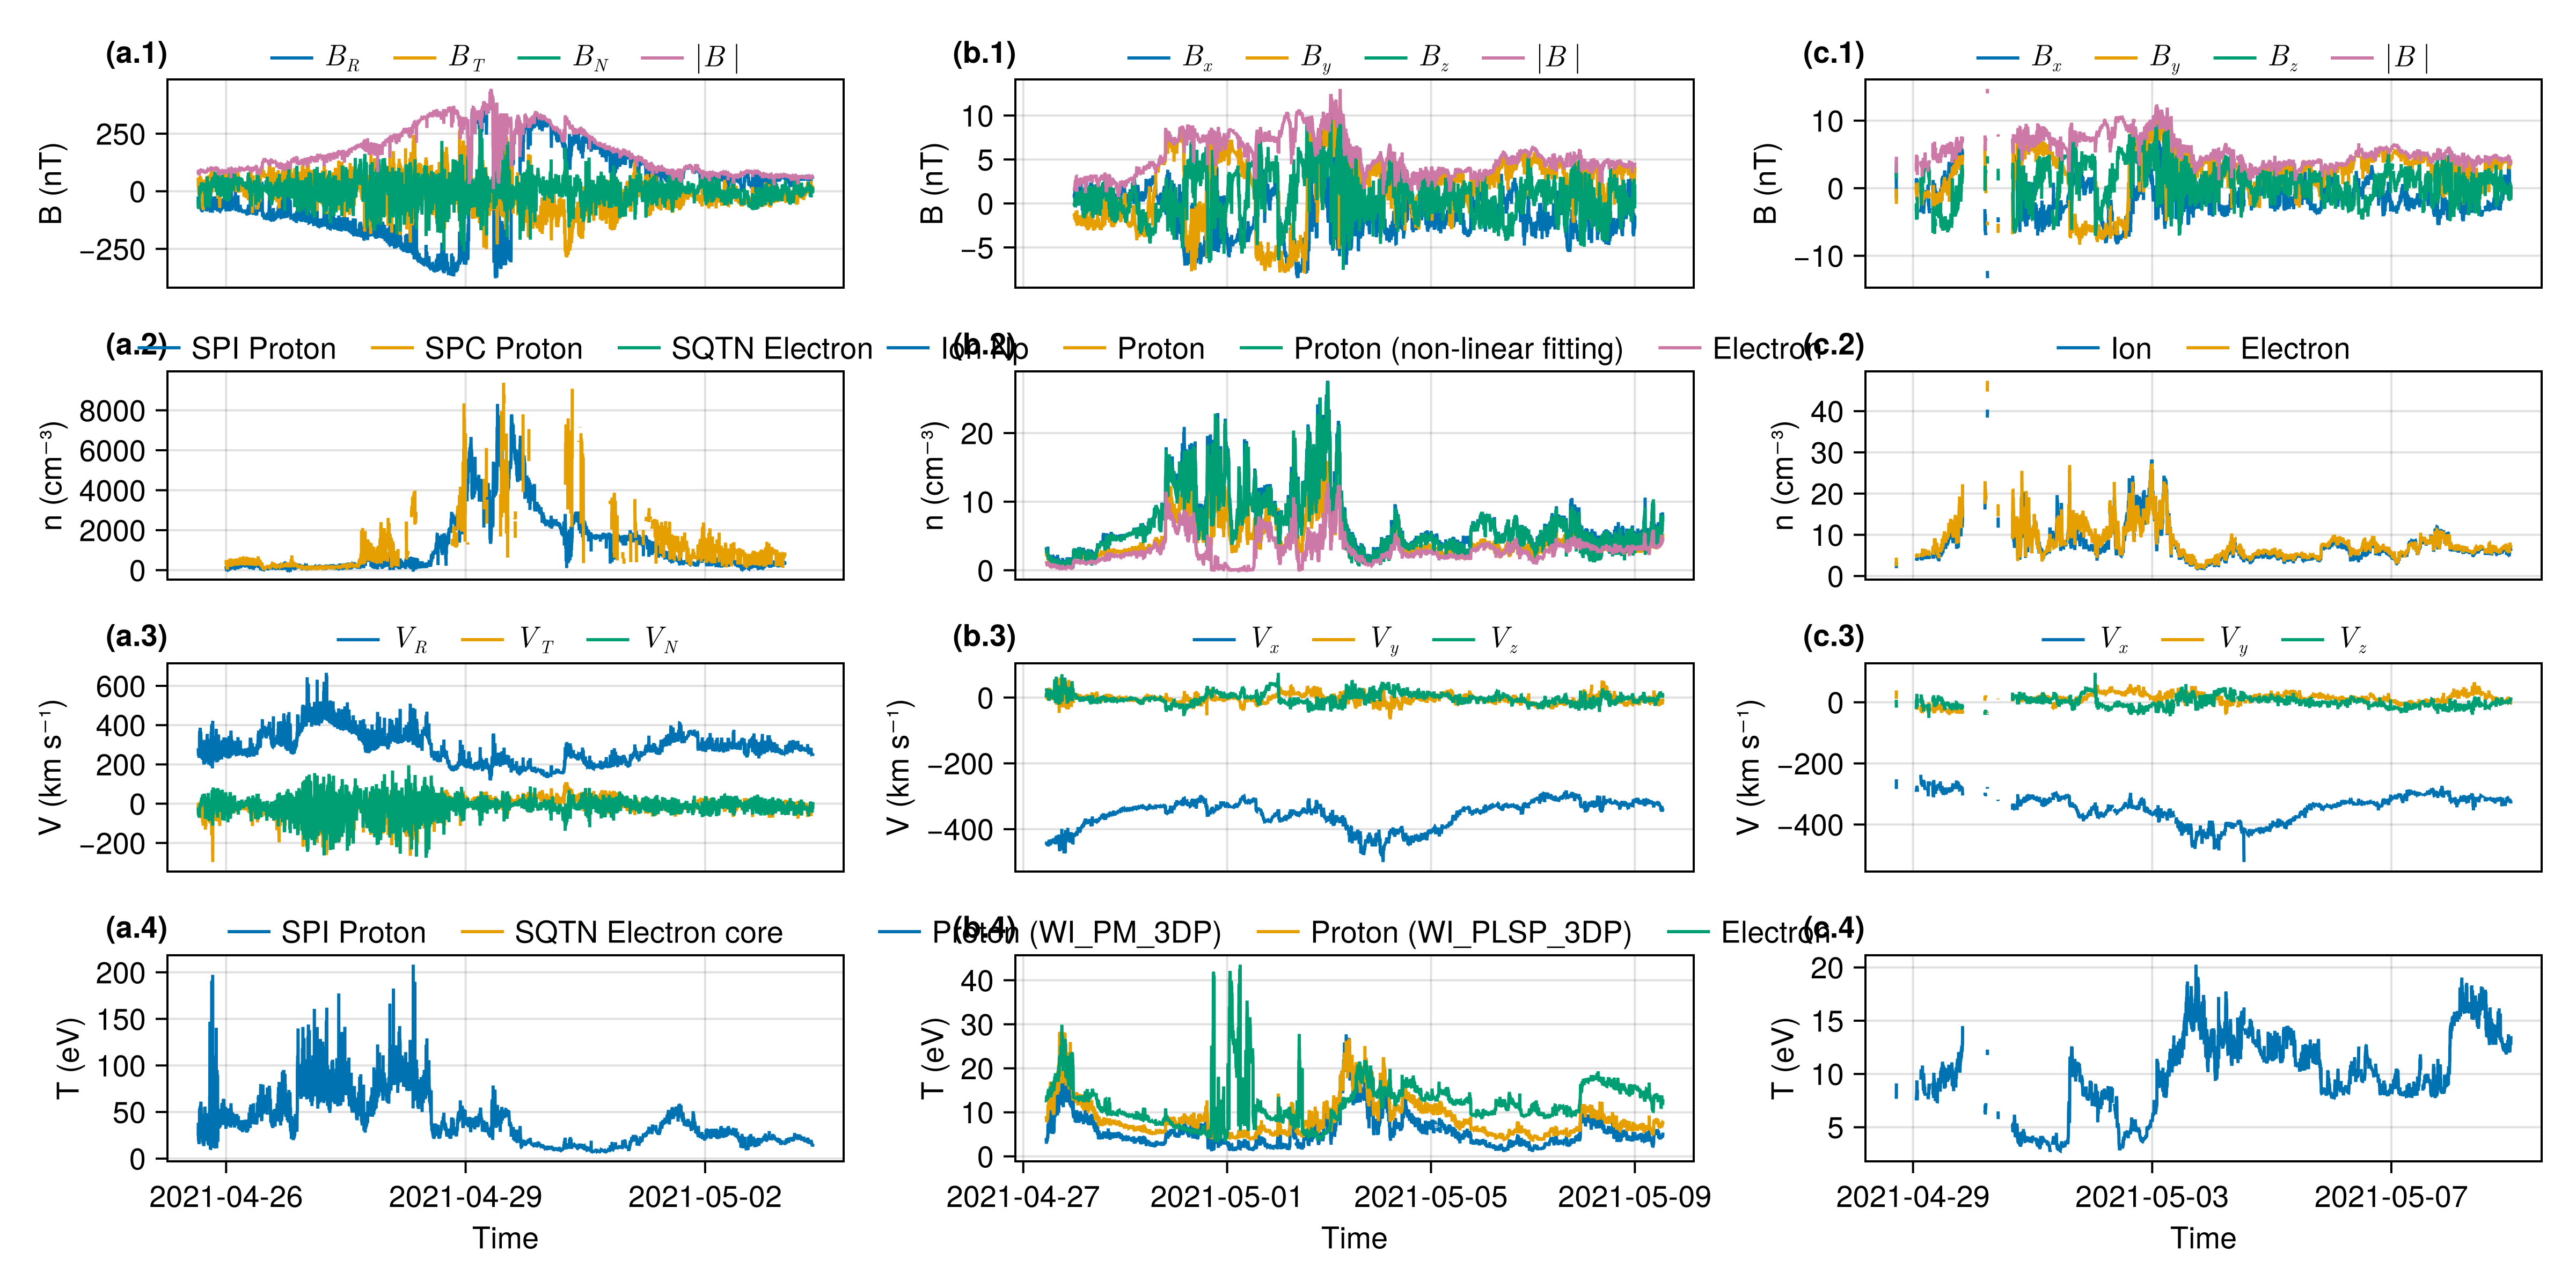 (a.1) B_R B_T B_N |B|
B (nT)
250
0
−250
(b.1) B_x B_y B_z |B|
B (nT)
10
5
0
−5
(c.1) B_x B_y B_z |B|
B (nT)
10
0
−10
(a.2) SPI Proton SPC Proton SQTN Electron
n (cm⁻³)
8000
6000
4000
2000
0
(b.2) Ion Np Proton Proton (non-linear fitting) Electron
n (cm⁻³)
20
10
0
(c.2) Ion Electron
n (cm⁻³)
40
30
20
10
0
(a.3) V_R V_T V_N
V (km s⁻¹)
600
400
200
0
−200
(b.3) V_x V_y V_z
V (km s⁻¹)
0
−200
−400
(c.3) V_x V_y V_z
V (km s⁻¹)
0
−200
−400
(a.4) SPI Proton SQTN Electron core
T (eV)
200
150
100
50
0
2021-04-26 2021-04-29 2021-05-02
Time
(b.4) Proton (WI_PM_3DP) Proton (WI_PLSP_3DP) Electron
T (eV)
40
30
20
10
0
2021-04-27 2021-05-01 2021-05-05 2021-05-09
Time
(c.4)
T (eV)
20
15
10
5
2021-04-29 2021-05-03 2021-05-07
Time